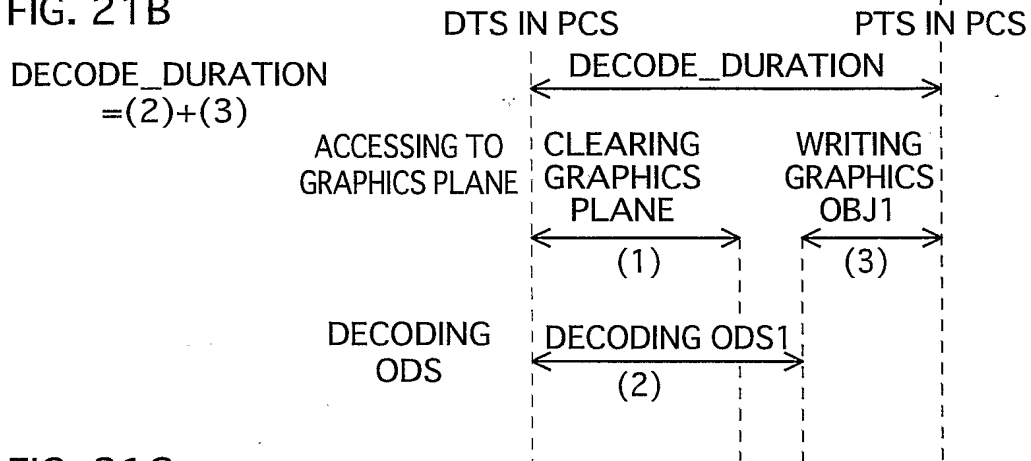 FIG. 21B
DTS IN PCS
PTS IN PCS
DECODE_DURATION
=(2)+(3)
DECODE_DURATION
ACCESSING TO
GRAPHICS PLANE
CLEARING
GRAPHICS
PLANE
(1)
WRITING
GRAPHICS
OBJ1
(3)
DECODING
ODS
DECODING ODS1
(2)